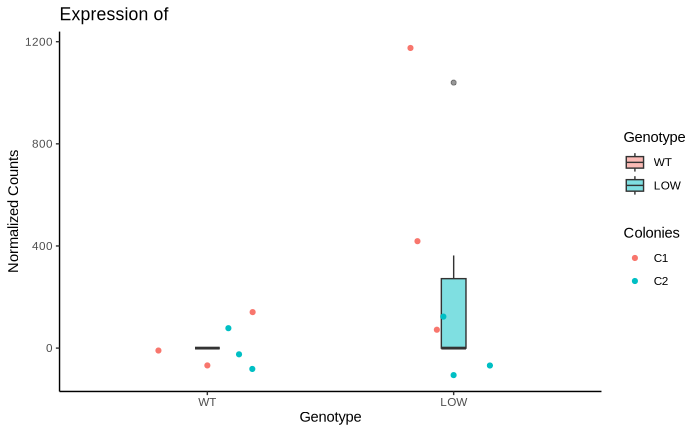 Expression of
Normalized Counts
1200
800
400
0
WT
LOW
Genotype
Genotype
WT
LOW
Colonies
C1
C2